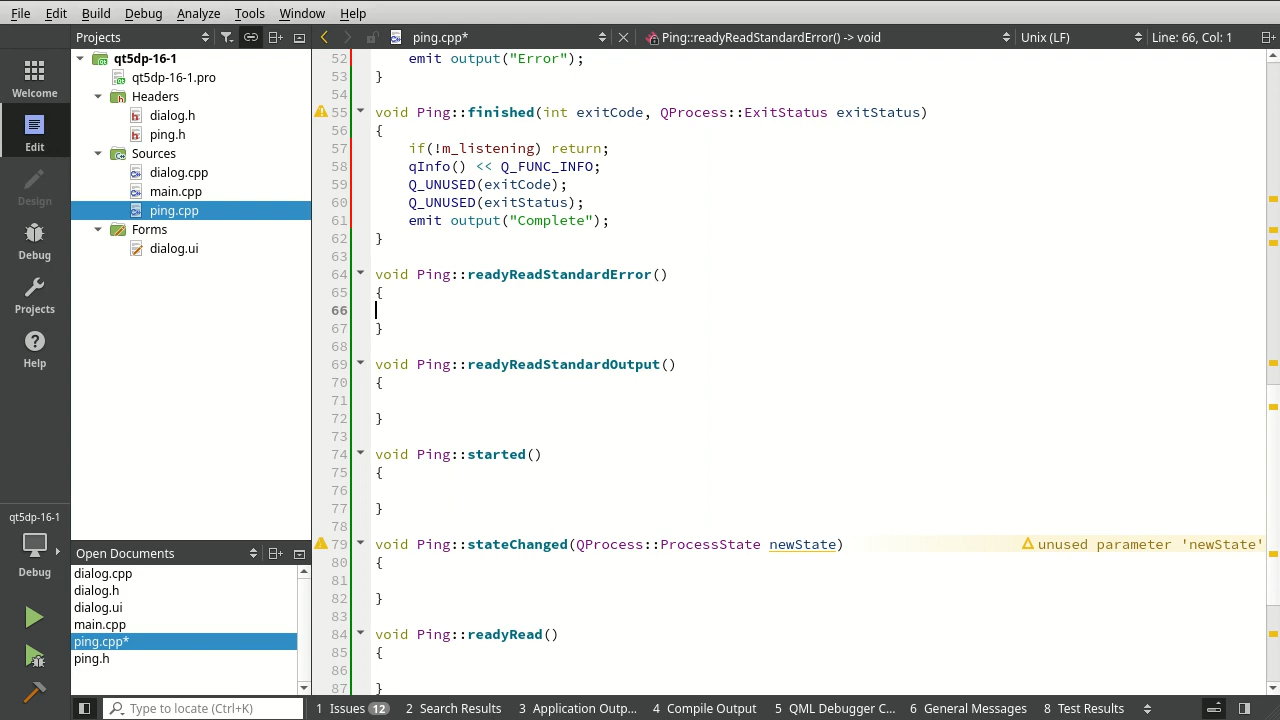 File Edit Build Debug Analyze Tools Window Help
Projects
ping.cpp*
Ping::readyReadStandardError() -> void
Unix (LF)
Line: 66, Col: 1
Welcome
Edit
Design
Debug
Projects
Help
qt5dp-16-1
Debug
qt5dp-16-1
qt5dp-16-1.pro
Headers
dialog.h
ping.h
Sources
dialog.cpp
main.cpp
ping.cpp
Forms
dialog.ui
Open Documents
dialog.cpp
dialog.h
dialog.ui
main.cpp
ping.cpp*
ping.h
52 emit output("Error");
53 }
54
55 void Ping::finished(int exitCode, QProcess::ExitStatus exitStatus)
56 {
57 if(!m_listening) return;
58 qInfo() << Q_FUNC_INFO;
59 Q_UNUSED(exitCode);
60 Q_UNUSED(exitStatus);
61 emit output("Complete");
62 }
63
64 void Ping::readyReadStandardError()
65 {
66
67 }
68
69 void Ping::readyReadStandardOutput()
70 {
71
72 }
73
74 void Ping::started()
75 {
76
77 }
78
79 void Ping::stateChanged(QProcess::ProcessState newState) unused parameter 'newState'
80 {
81
82 }
83
84 void Ping::readyRead()
85 {
86
87 }
Type to locate (Ctrl+K)
1 Issues 12
2 Search Results
3 Application Outp...
4 Compile Output
5 QML Debugger C...
6 General Messages
8 Test Results